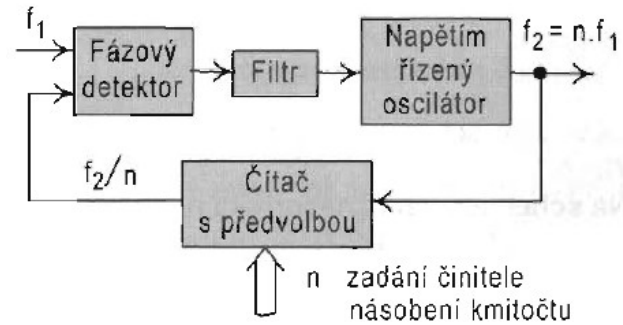 f₁
Fázový
detektor
Filtr
Napětím
řízený
oscilátor
f₂ = n.f₁
f₂/n
Čítač
s předvolbou
n zadání činitele
násobení kmitočtu